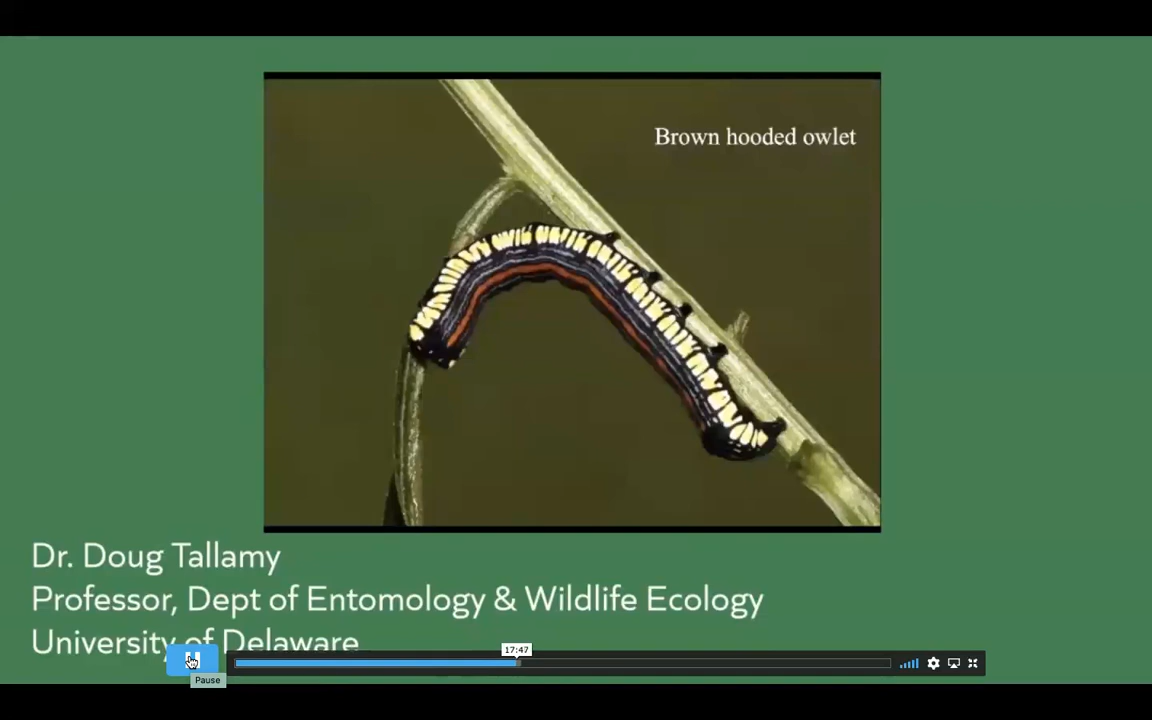 Brown hooded owlet
Dr. Doug Tallamy
Professor, Dept of Entomology & Wildlife Ecology
University of Delaware
17:47
Pause